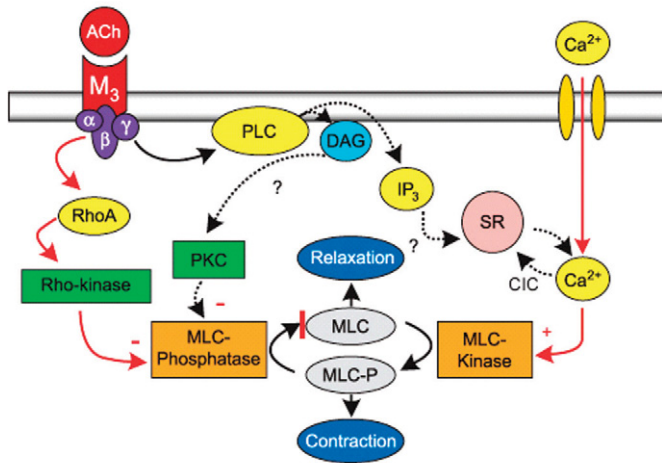 ACh
M3
α
β
γ
PLC
DAG
?
IP3
Ca2+
RhoA
Rho-kinase
PKC
-
-
MLC-
Phosphatase
Relaxation
?
SR
CIC
Ca2+
MLC
MLC-P
+
MLC-
Kinase
Contraction